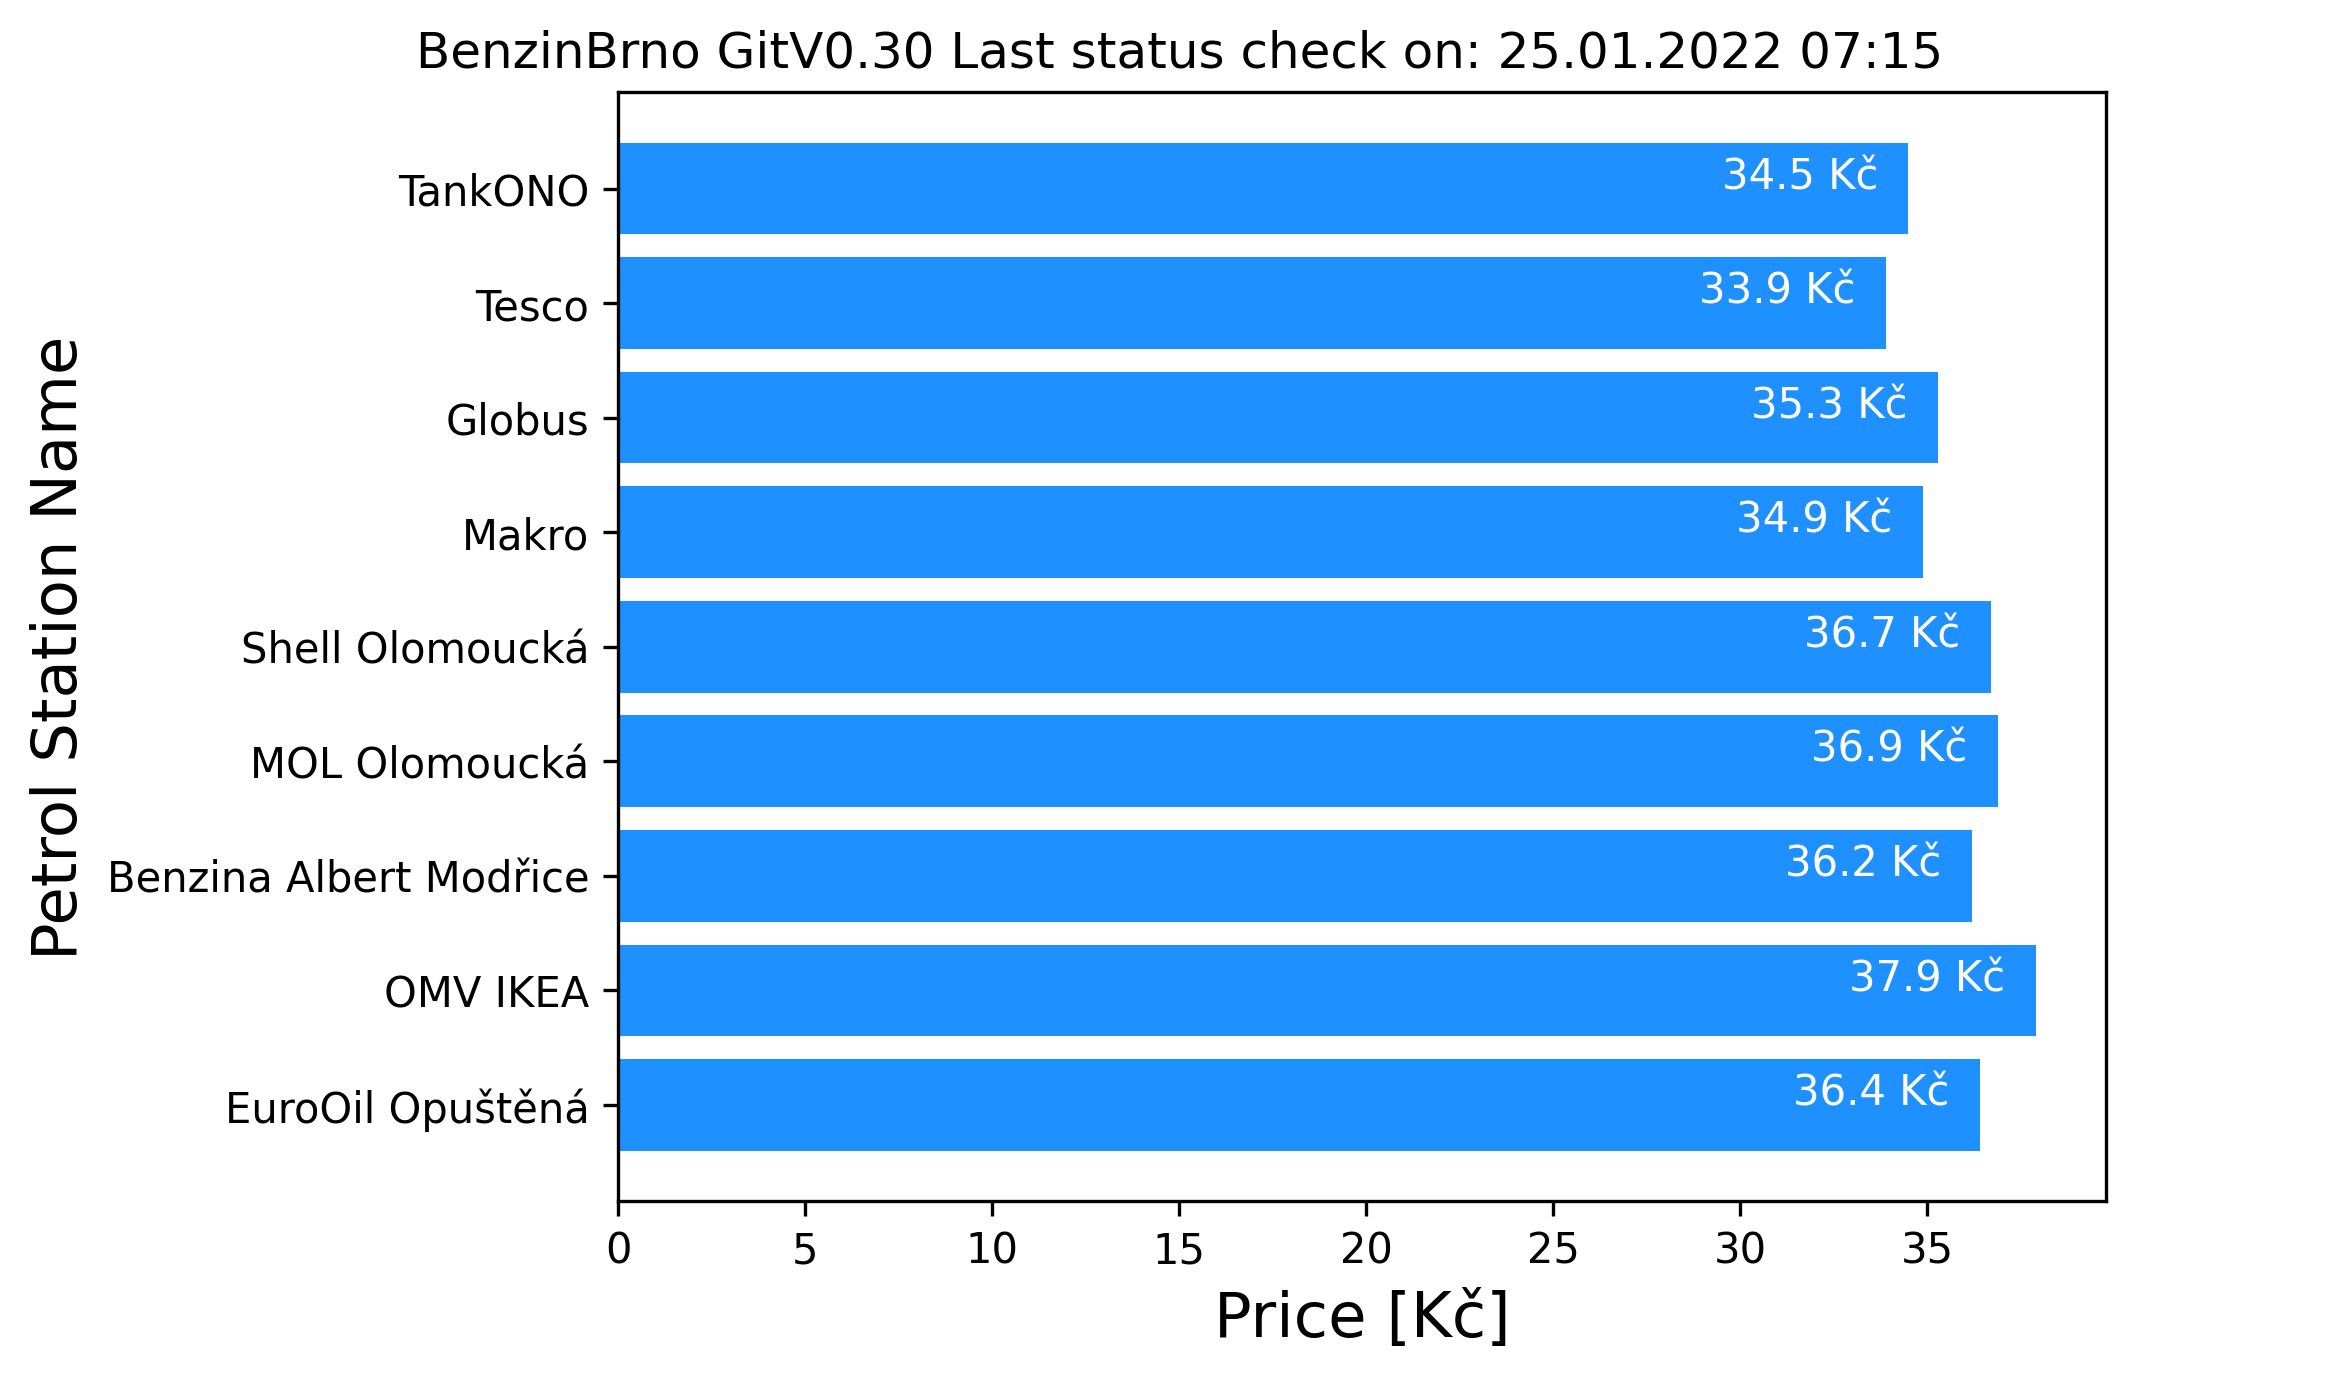 BenzinBrno GitV0.30 Last status check on: 25.01.2022 07:15
Petrol Station Name
TankONO 34.5 Kč
Tesco 33.9 Kč
Globus 35.3 Kč
Makro 34.9 Kč
Shell Olomoucká 36.7 Kč
MOL Olomoucká 36.9 Kč
Benzina Albert Modřice 36.2 Kč
OMV IKEA 37.9 Kč
EuroOil Opuštěná 36.4 Kč
0 5 10 15 20 25 30 35
Price [Kč]